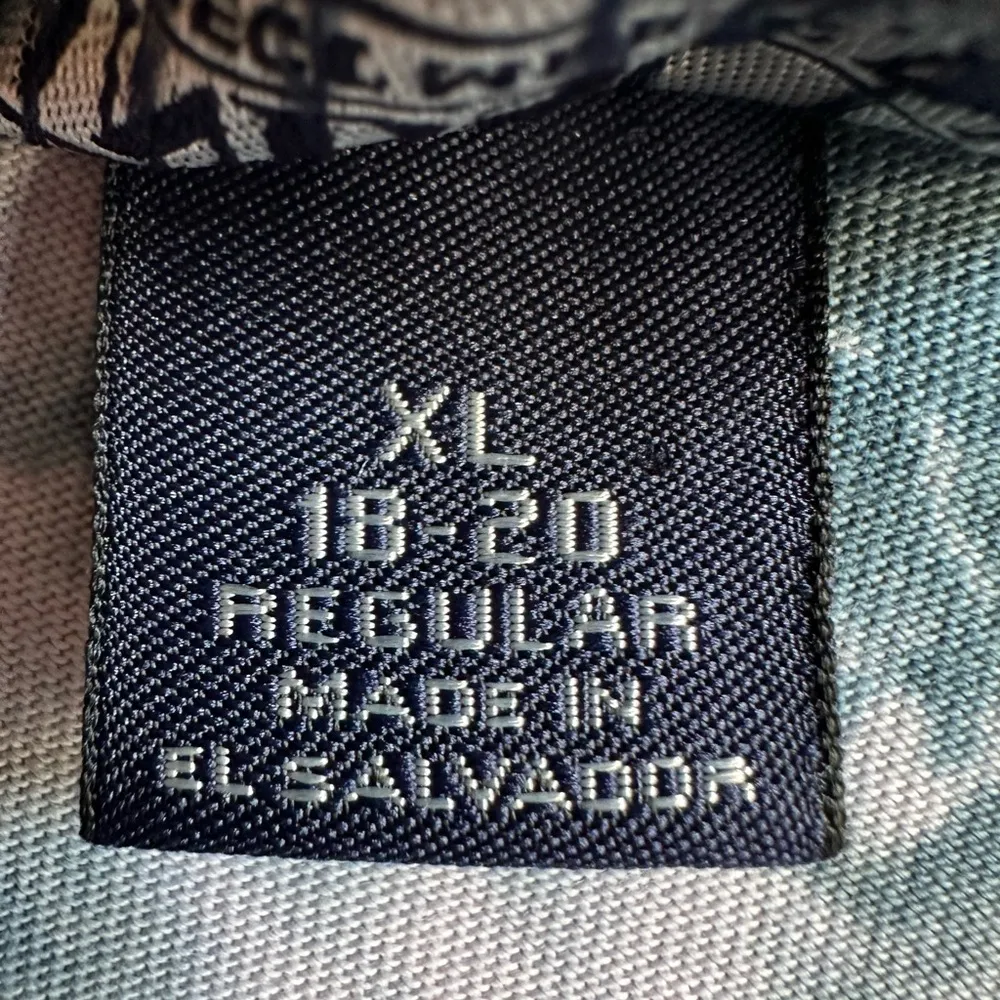 XL
18-20
REGULAR
MADE IN
EL SALVADOR